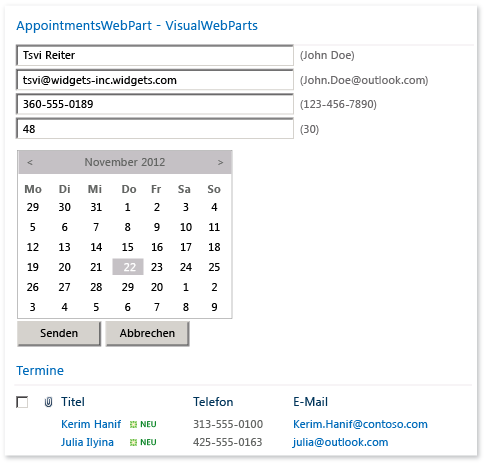 AppointmentsWebPart - VisualWebParts
Tsvi Reiter (John Doe)
tsvi@widgets-inc.widgets.com (John.Doe@outlook.com)
360-555-0189 (123-456-7890)
48 (30)
< November 2012 >
Mo Di Mi Do Fr Sa So
29 30 31 1 2 3 4
5 6 7 8 9 10 11
12 13 14 15 16 17 18
19 20 21 22 23 24 25
26 27 28 29 20 1 2
3 4 5 6 7 8 9
Senden Abbrechen
Termine
Titel Telefon E-Mail
Kerim Hanif NEU 313-555-0100 Kerim.Hanif@contoso.com
Julia Ilyina NEU 425-555-0163 julia@outlook.com